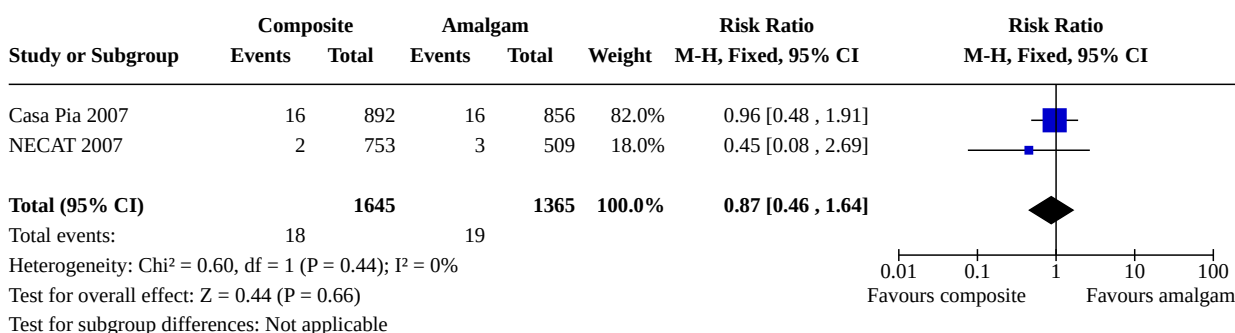 Composite Amalgam Risk Ratio Risk Ratio
Study or Subgroup Events Total Events Total Weight M-H, Fixed, 95% CI M-H, Fixed, 95% CI
Casa Pia 2007 16 892 16 856 82.0% 0.96 [0.48 , 1.91]
NECAT 2007 2 753 3 509 18.0% 0.45 [0.08 , 2.69]
Total (95% CI) 1645 1365 100.0% 0.87 [0.46 , 1.64]
Total events: 18 19
Heterogeneity: Chi² = 0.60, df = 1 (P = 0.44); I² = 0%
0.01 0.1 1 10 100
Test for overall effect: Z = 0.44 (P = 0.66)
Favours composite Favours amalgam
Test for subgroup differences: Not applicable